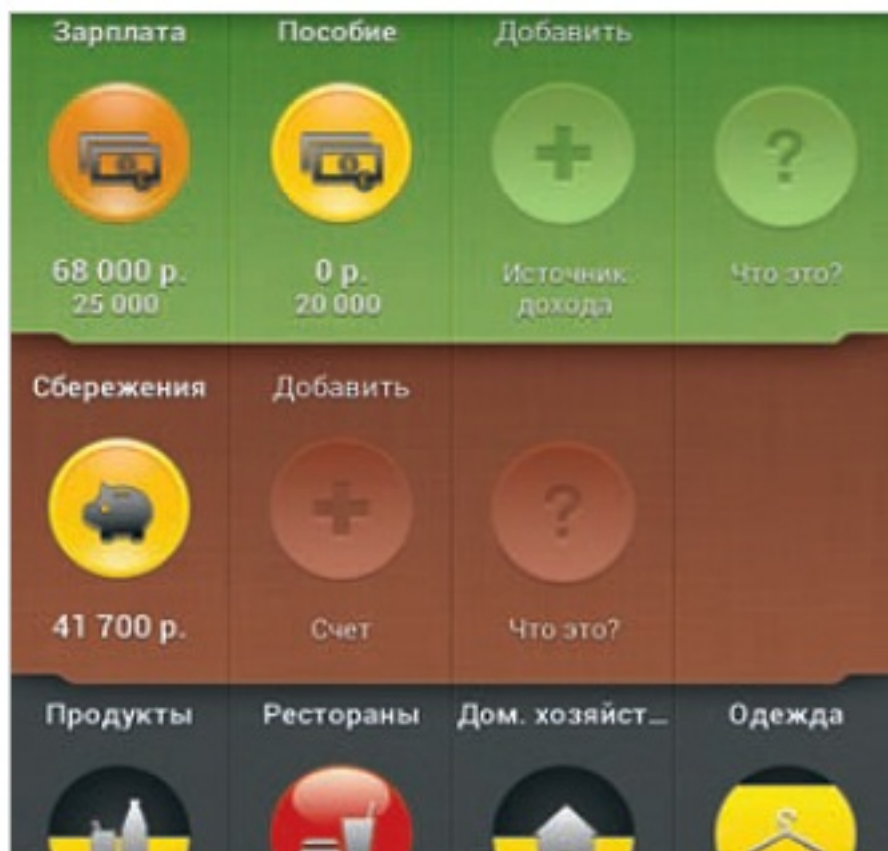 Зарплата Пособие Добавить
68 000 р. 0 р. Источник Что это?
25 000 20 000 дохода
Сбережения Добавить
41 700 р. Счет Что это?
Продукты Рестораны Дом. хозяйст... Одежда